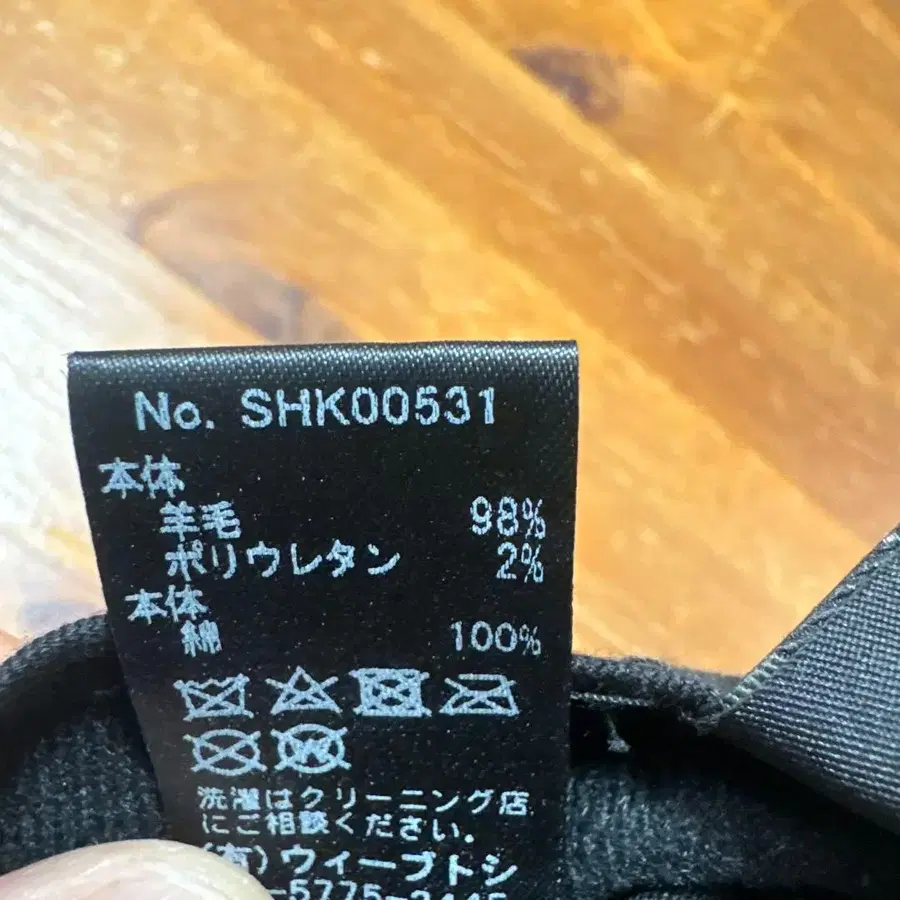 No. SHK00531
本体
羊毛 98%
ポリウレタン 2%
本体
綿 100%
洗濯はクリーニング店
にご相談ください.
(有)ウィーブトシ
-5775-